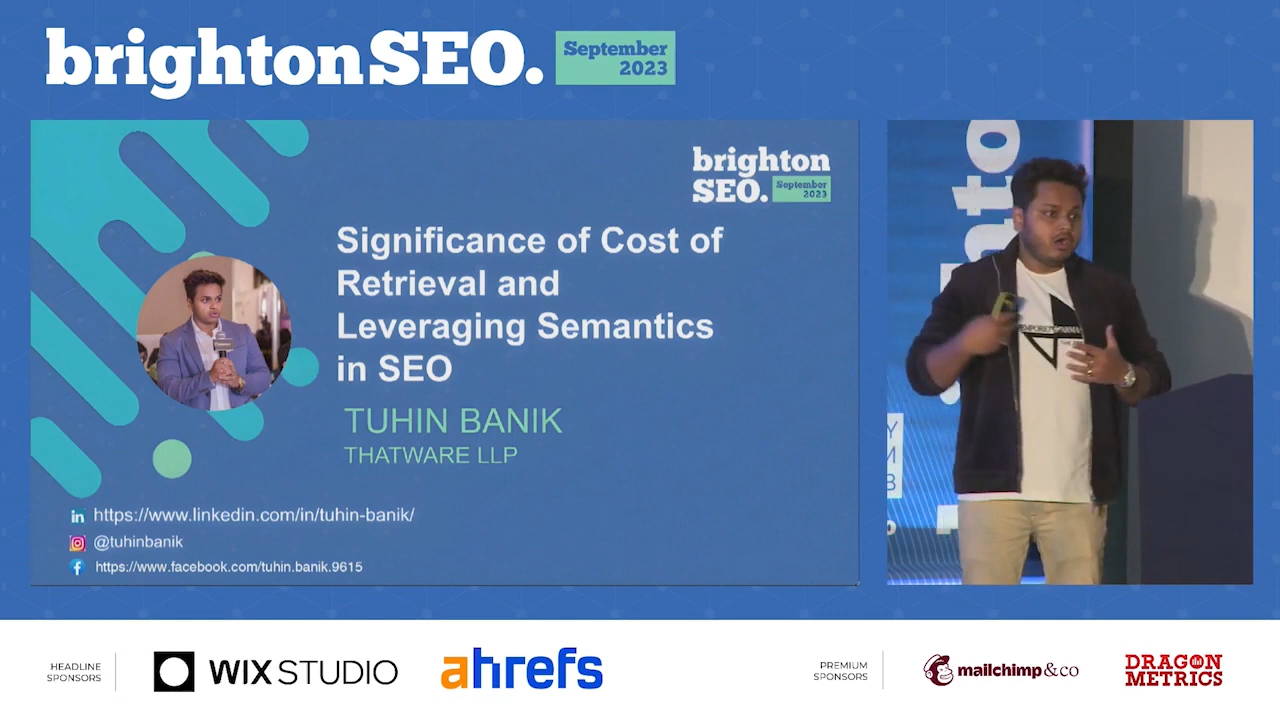 brightonSEO.
September
2023
brighton
SEO.
September
2023
Significance of Cost of
Retrieval and
Leveraging Semantics
in SEO
TUHIN BANIK
THATWARE LLP
https://www.linkedin.com/in/tuhin-banik/
@tuhinbanik
https://www.facebook.com/tuhin.banik.9615
HEADLINE
SPONSORS
WIX STUDIO
ahrefs
PREMIUM
SPONSORS
mailchimp&co
DRAGON
METRICS